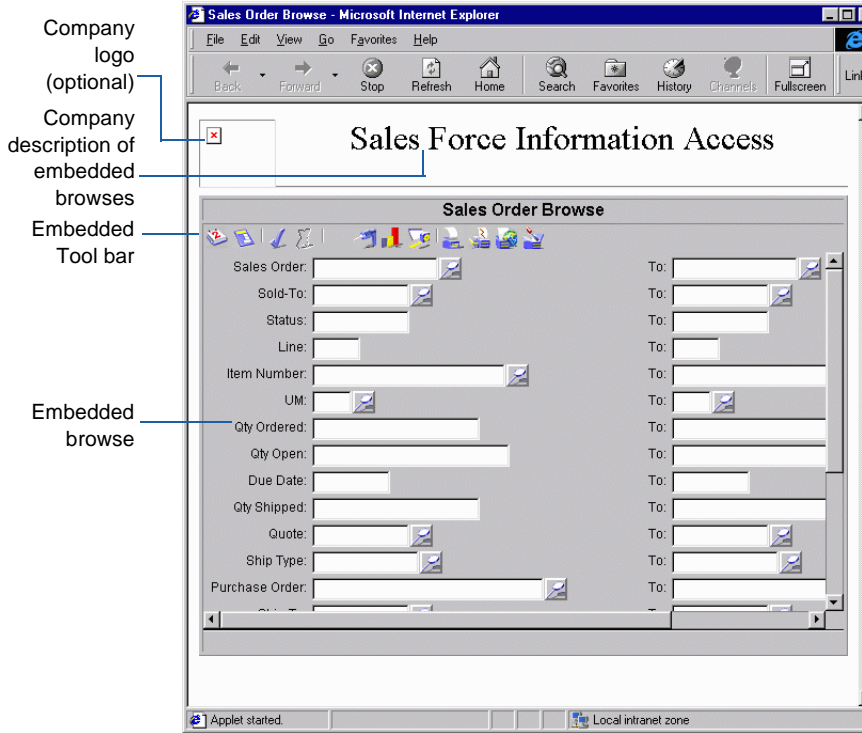 Company
logo
(optional)
Company
description of
embedded
browses
Embedded
Tool bar
Embedded
browse
Sales Order Browse - Microsoft Internet Explorer
File Edit View Go Favorites Help
Back Forward Stop Refresh Home Search Favorites History Channels Fullscreen
Sales Force Information Access
Sales Order Browse
Sales Order: To:
Sold-To: To:
Status: To:
Line: To:
Item Number: To:
UM: To:
Qty Ordered: To:
Qty Open: To:
Due Date: To:
Qty Shipped: To:
Quote: To:
Ship Type: To:
Purchase Order: To:
Applet started. Local intranet zone